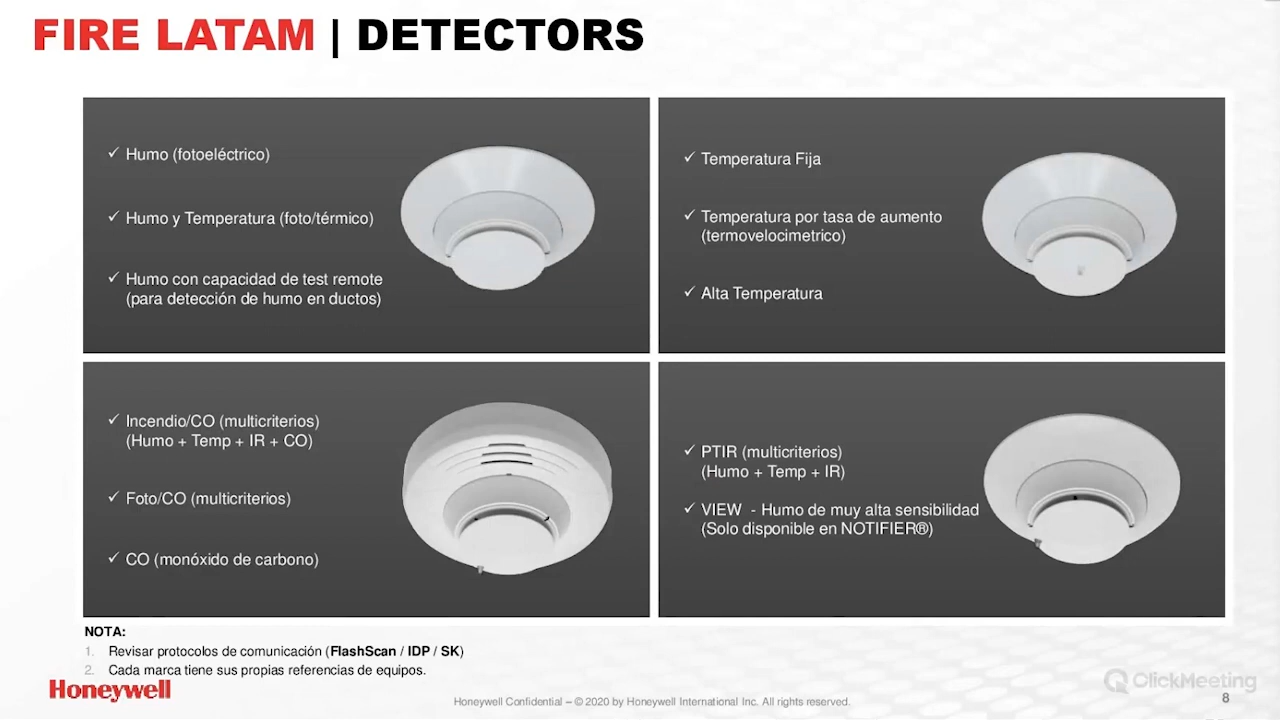 FIRE LATAM | DETECTORS
✓ Humo (fotoeléctrico)
✓ Humo y Temperatura (foto/térmico)
✓ Humo con capacidad de test remote
(para detección de humo en ductos)
✓ Temperatura Fija
✓ Temperatura por tasa de aumento
(termovelocimetrico)
✓ Alta Temperatura
✓ Incendio/CO (multicriterios)
(Humo + Temp + IR + CO)
✓ Foto/CO (multicriterios)
✓ CO (monóxido de carbono)
✓ PTIR (multicriterios)
(Humo + Temp + IR)
✓ VIEW - Humo de muy alta sensibilidad
(Solo disponible en NOTIFIER®)
NOTA:
1. Revisar protocolos de comunicación (FlashScan / IDP / SK)
2. Cada marca tiene sus propias referencias de equipos.
Honeywell
Honeywell Confidential – © 2020 by Honeywell International Inc. All rights reserved.
ClickMeeting
8